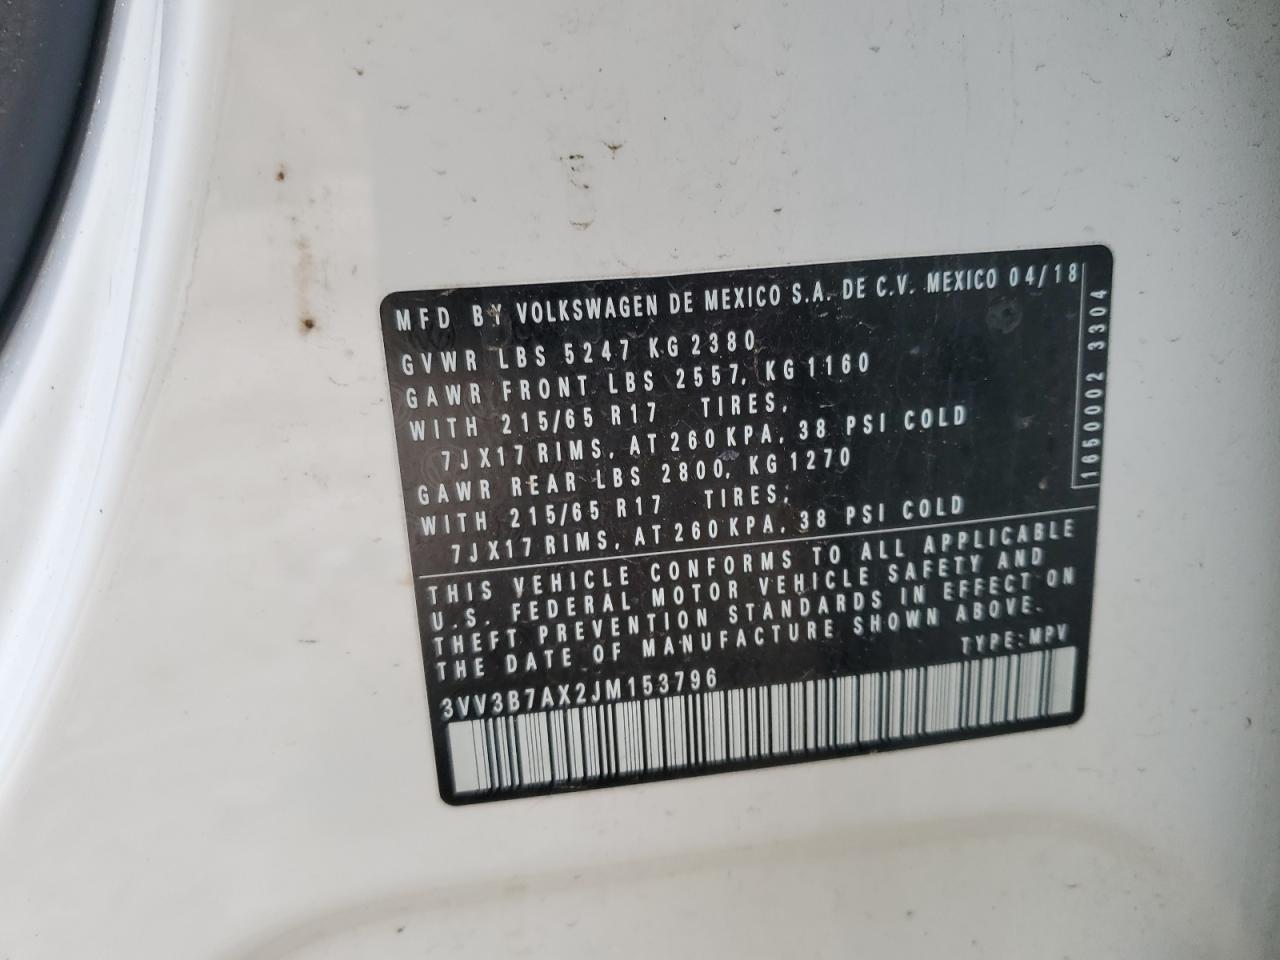 MFD BY VOLKSWAGEN DE MEXICO S.A. DE C.V. MEXICO 04/18
GVWR LBS 5247 KG 2380
GAWR FRONT LBS 2557, KG 1160
WITH 215/65 R17 TIRES,
7JX17 RIMS, AT 260 KPA, 38 PSI COLD
GAWR REAR LBS 2800, KG 1270
WITH 215/65 R17 TIRES;
7JX17 RIMS, AT 260 KPA, 38 PSI COLD
1650002 3304
THIS VEHICLE CONFORMS TO ALL APPLICABLE
U.S. FEDERAL MOTOR VEHICLE SAFETY AND
THEFT PREVENTION STANDARDS IN EFFECT ON
THE DATE OF MANUFACTURE SHOWN ABOVE.
TYPE:MPV
3VV3B7AX2JM153796